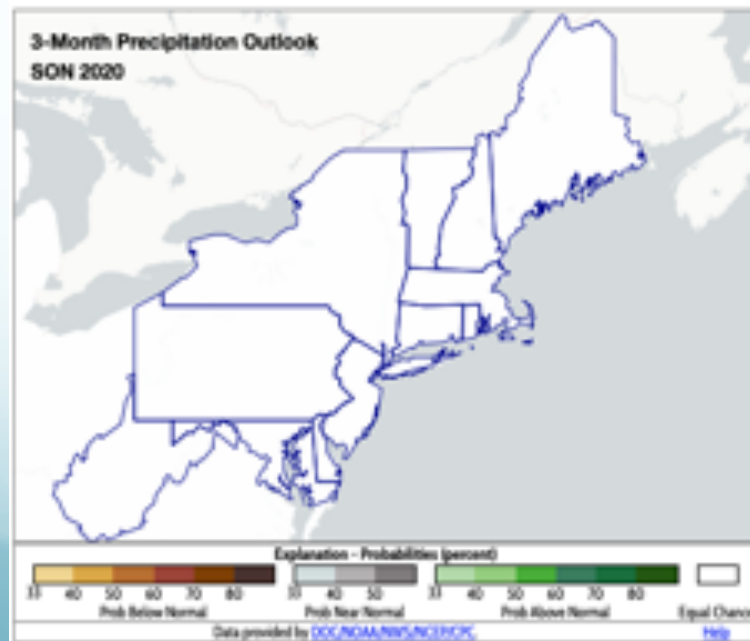 3-Month Precipitation Outlook
SON 2020
Explanation - Probabilities (percent)
33 40 50 60 70 80 33 40 50 33 40 50 60 70 80
Prob Below Normal Prob Near Normal Prob Above Normal Equal Chance
Data provided by DOC/NOAA/NWS/NCEP/CPC.
Help